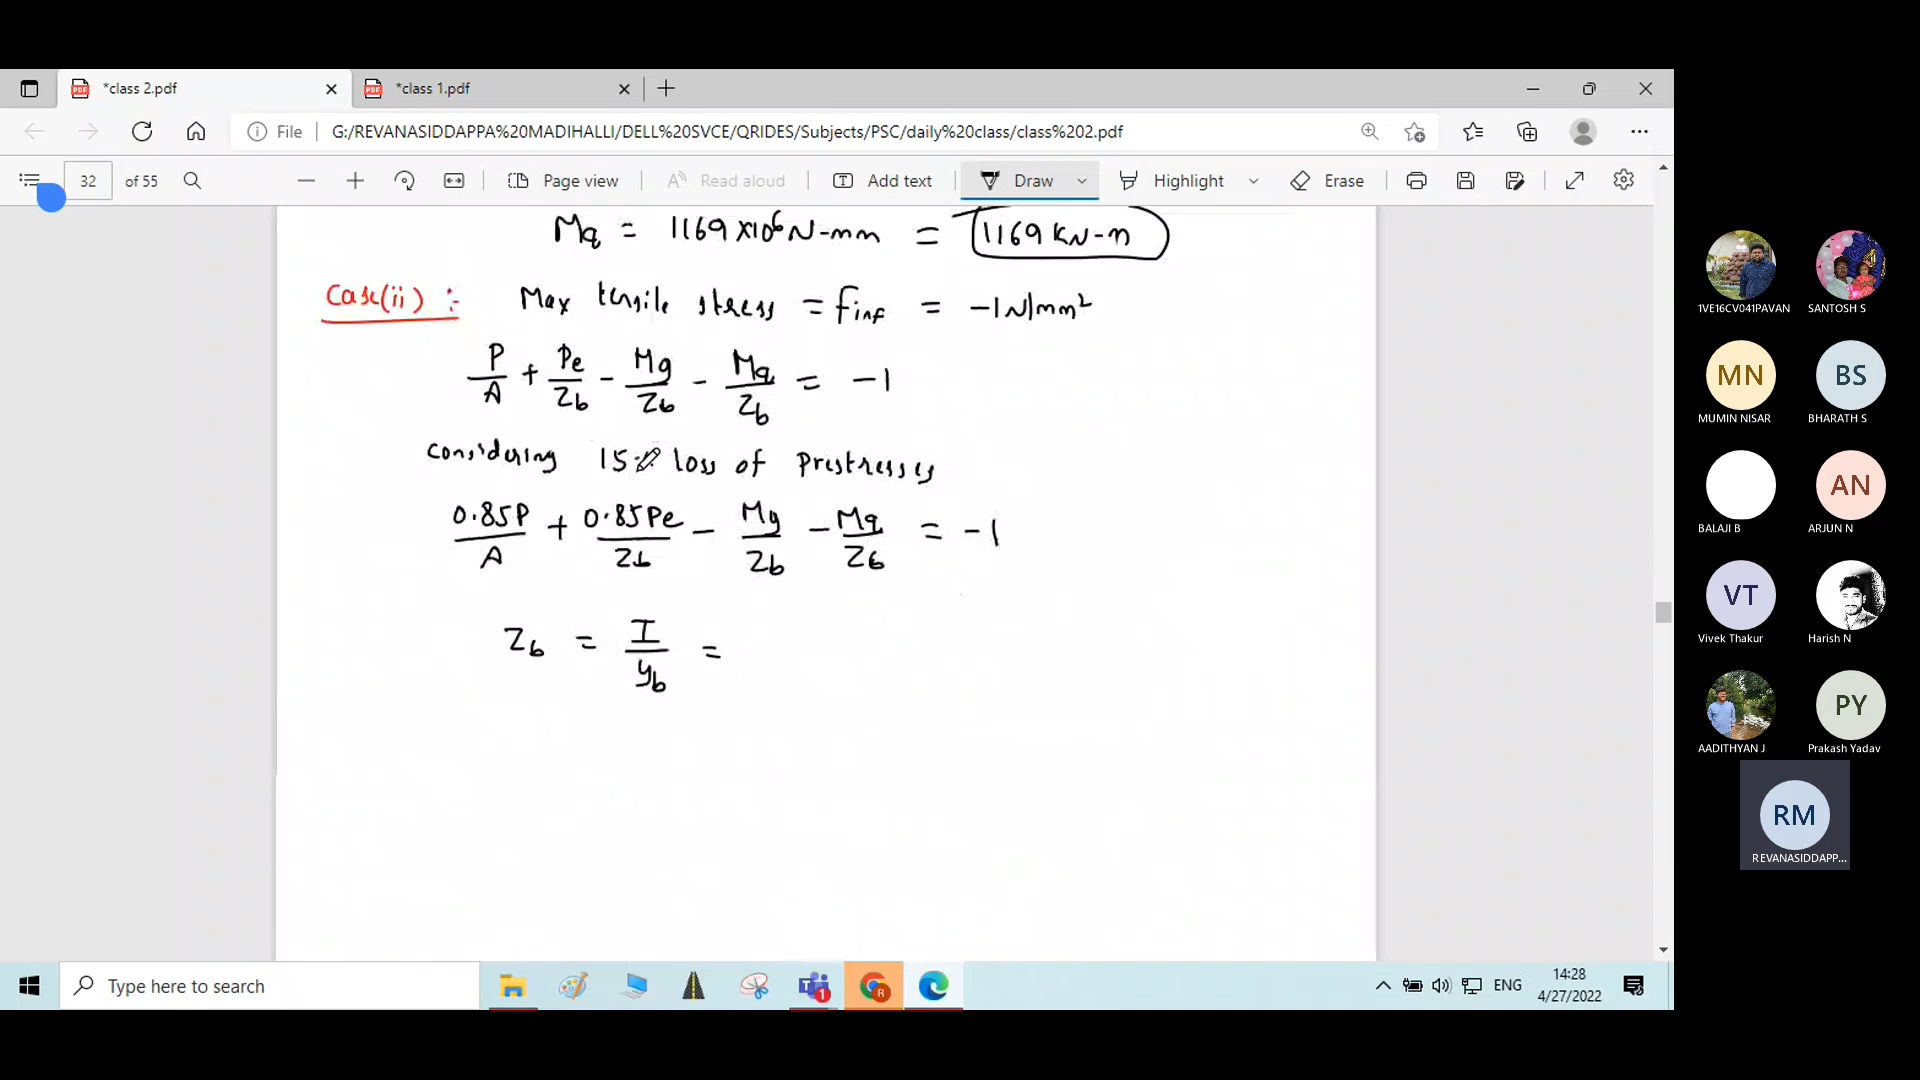 *class 2.pdf
*class 1.pdf
File | G:/REVANASIDDAPPA%20MADIHALLI/DELL%20SVCE/QRIDES/Subjects/PSC/daily%20class/class%202.pdf
32 of 55 Page view Read aloud Add text Draw Highlight Erase
Mq = 1169 x10⁶ N-mm = 1169 KN-m
Case(ii) :- Max tensile stress = finf = -1N/mm²
P/A + Pe/Zb - Mg/Zb - Mq/Zb = -1
Considering 15% loss of Prestresses
0.85P/A + 0.85Pe/Zb - Mg/Zb - Mq/Zb = -1
Zb = I/yb =
1VE16CV041PAVAN
SANTOSH S
MN
MUMIN NISAR
BS
BHARATH S
BALAJI B
AN
ARJUN N
VT
Vivek Thakur
Harish N
AADITHYAN J
PY
Prakash Yadav
RM
REVANASIDDAPP...
Type here to search
1
R
ENG
14:28
4/27/2022